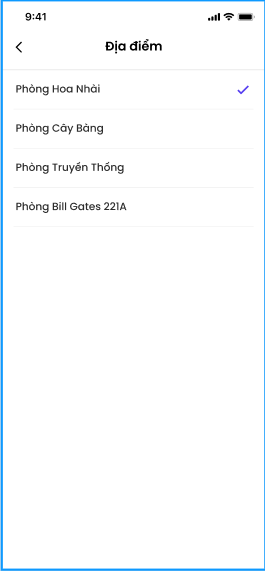 9:41
Địa điểm
Phòng Hoa Nhài
Phòng Cây Bàng
Phòng Truyền Thống
Phòng Bill Gates 221A